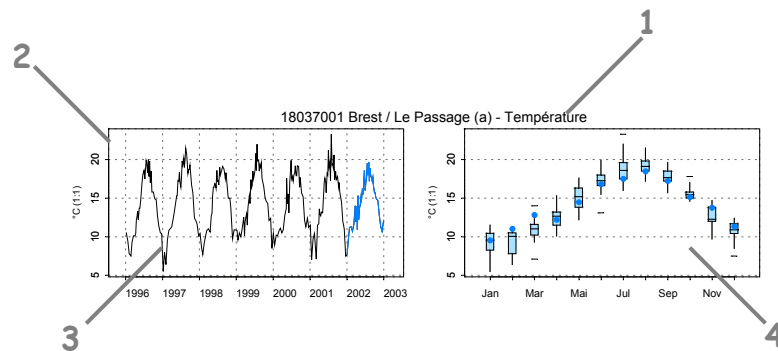 1
2
18037001 Brest / Le Passage (a) - Température
°C (1:1)
20
15
10
5
1996 1997 1998 1999 2000 2001 2002 2003
°C (1:1)
20
15
10
5
Jan Mar Mai Jul Sep Nov
3
4